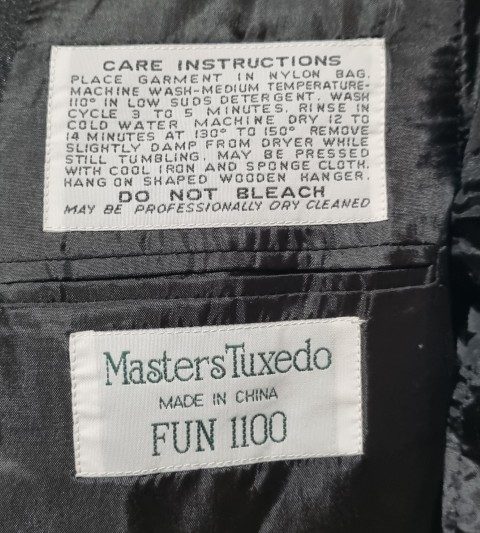 CARE INSTRUCTIONS
PLACE GARMENT IN NYLON BAG.
MACHINE WASH-MEDIUM TEMPERATURE-
110° IN LOW SUDS DETERGENT. WASH
CYCLE 3 TO 5 MINUTES. RINSE IN
COLD WATER. MACHINE DRY 12 TO
14 MINUTES AT 130° TO 150° REMOVE
SLIGHTLY DAMP FROM DRYER WHILE
STILL TUMBLING. MAY BE PRESSED
WITH COOL IRON AND SPONGE CLOTH.
HANG ON SHAPED WOODEN HANGER.
DO NOT BLEACH
MAY BE PROFESSIONALLY DRY CLEANED
Masters Tuxedo
MADE IN CHINA
FUN 1100